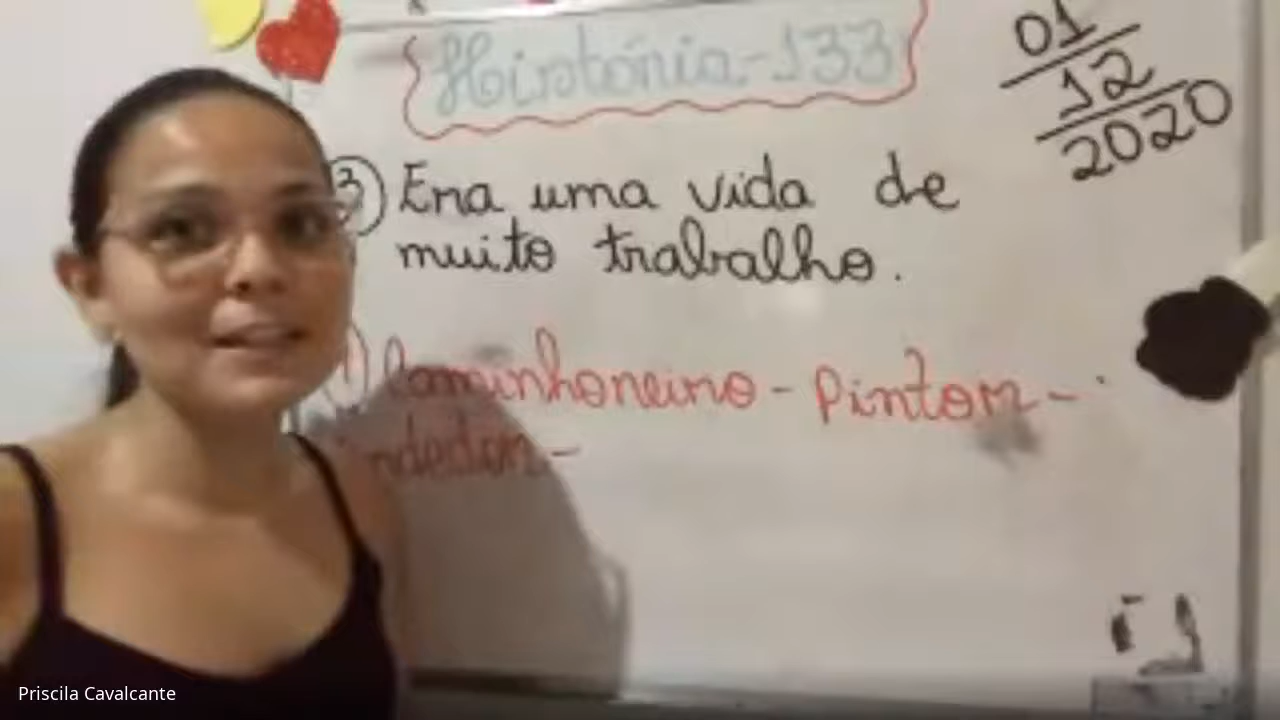 História-133
01
12
2020
3) Era uma vida de
muito trabalho.
Caminhoneiro - Pintor -
Priscila Cavalcante